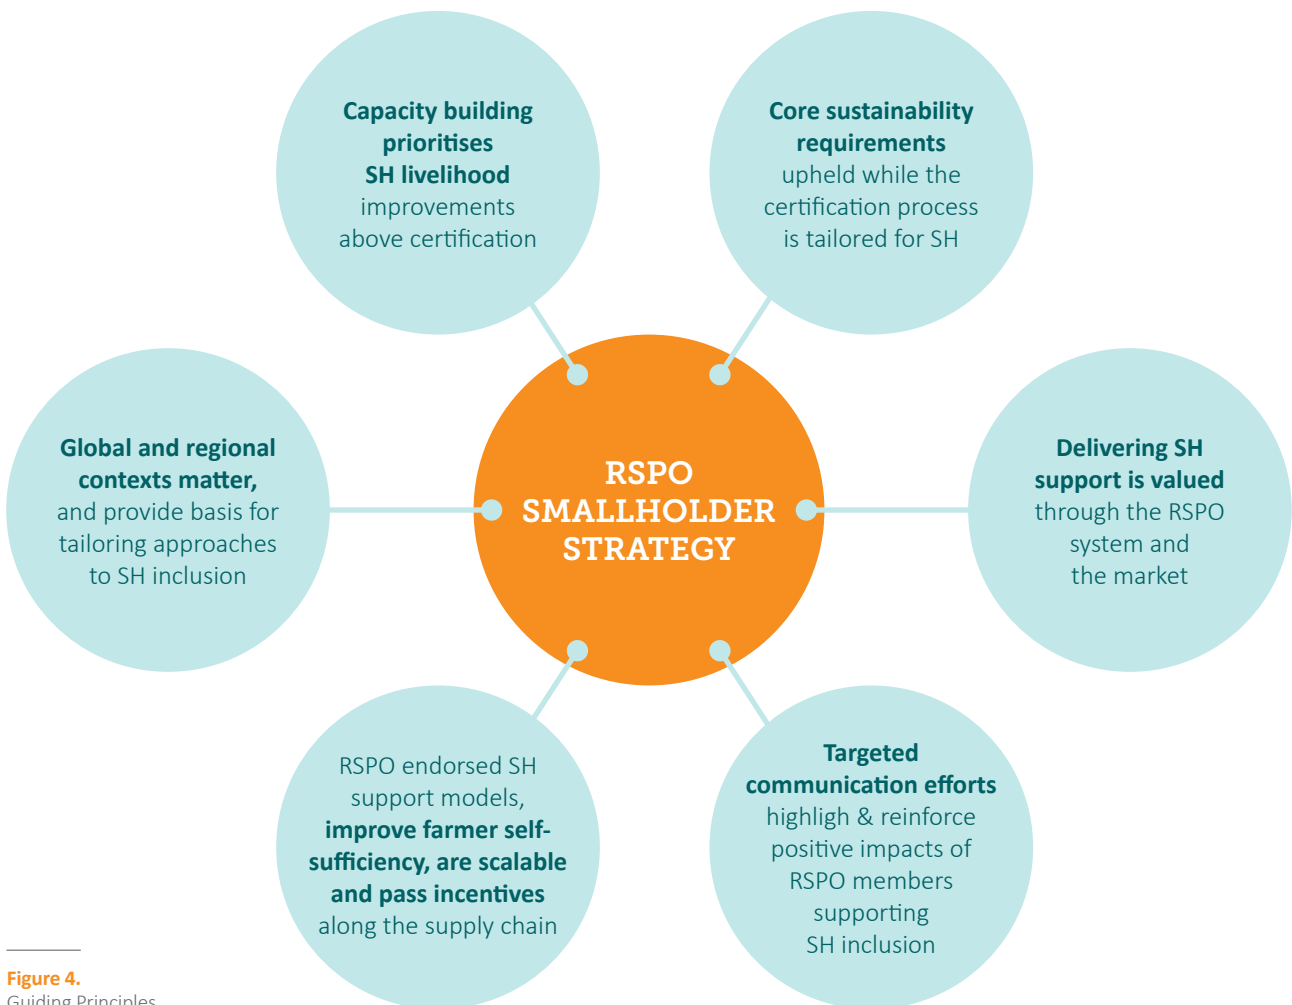 Capacity building
prioritises
SH livelihood
improvements
above certification
Core sustainability
requirements
upheld while the
certification process
is tailored for SH
Global and regional
contexts matter,
and provide basis for
tailoring approaches
to SH inclusion
RSPO
SMALLHOLDER
STRATEGY
Delivering SH
support is valued
through the RSPO
system and
the market
RSPO endorsed SH
support models,
improve farmer self-
sufficiency, are scalable
and pass incentives
along the supply chain
Targeted
communication efforts
highligh & reinforce
positive impacts of
RSPO members
supporting
SH inclusion
Figure 4.
Guiding Principles